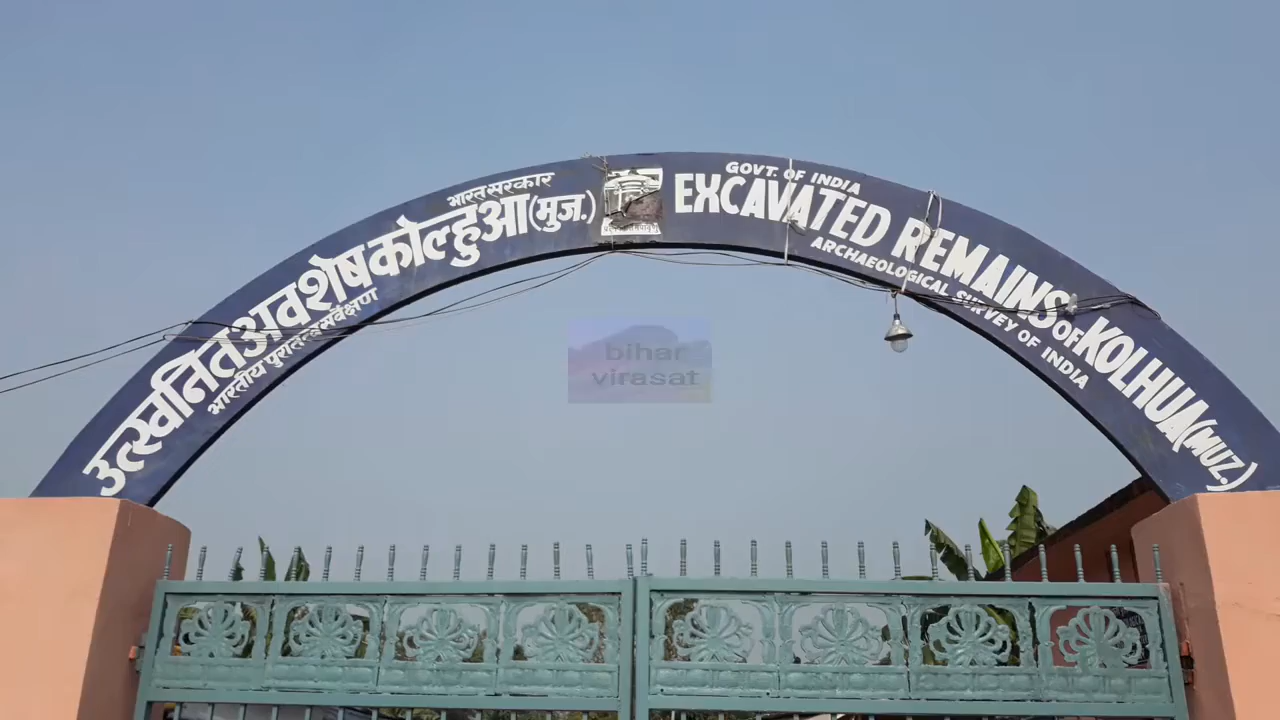 भारत सरकार
उत्खनित अवशेष कोल्हुआ (मुज.)
भारतीय पुरातत्व सर्वेक्षण
GOVT. OF INDIA
EXCAVATED REMAINS OF KOLHUA (MUZ.)
ARCHAEOLOGICAL SURVEY OF INDIA
bihar
virasat